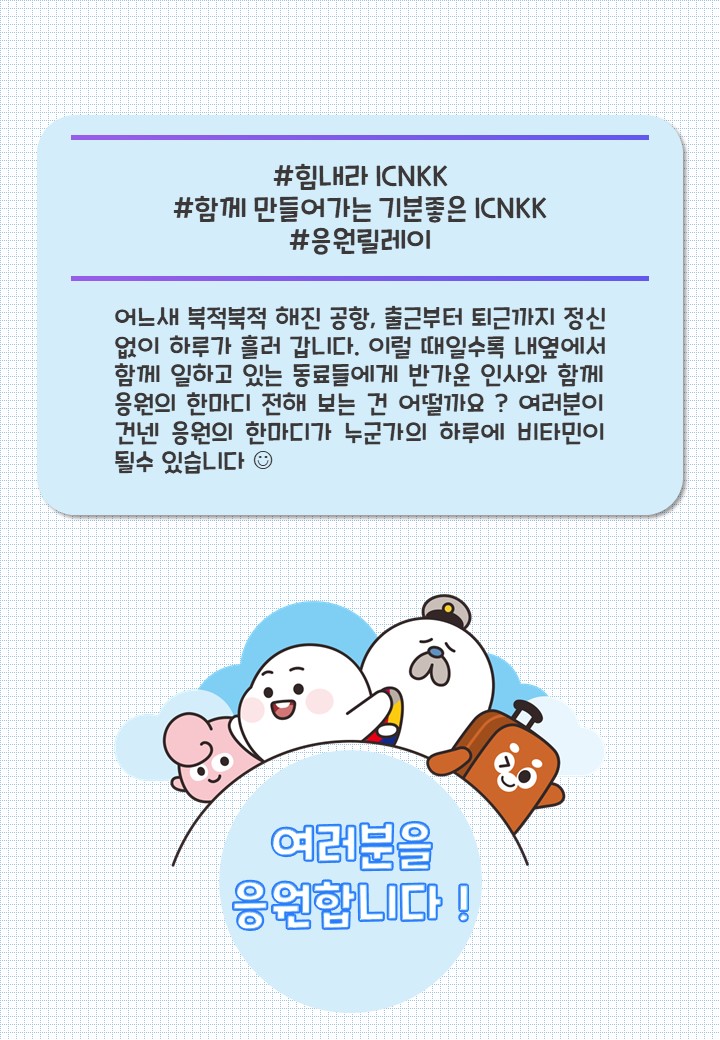 #힘내라 ICNKK
#함께 만들어가는 기분좋은 ICNKK
#응원릴레이
어느새 북적북적 해진 공항, 출근부터 퇴근까지 정신
없이 하루가 흘러 갑니다. 이럴 때일수록 내옆에서
함께 일하고 있는 동료들에게 반가운 인사와 함께
응원의 한마디 전해 보는 건 어떨까요 ? 여러분이
건넨 응원의 한마디가 누군가의 하루에 비타민이
될수 있습니다 ☺
여러분을
응원합니다 !